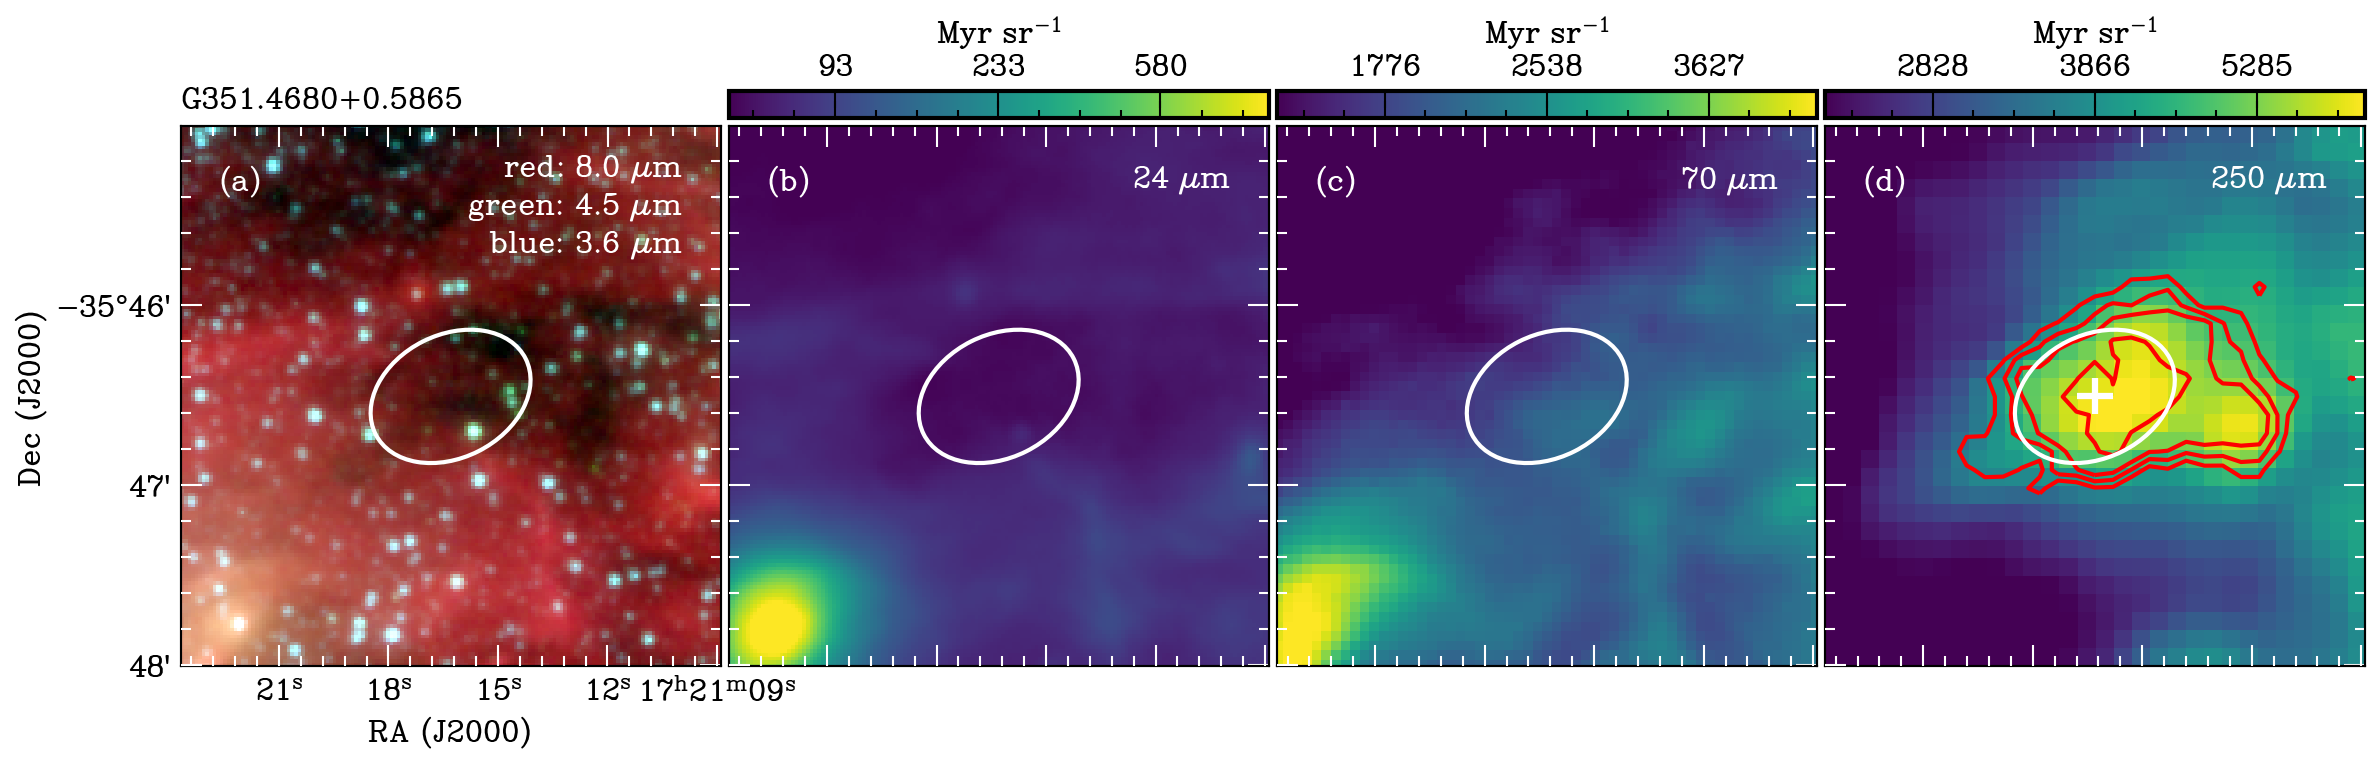 Myr sr⁻¹
93 233 580
Myr sr⁻¹
1776 2538 3627
Myr sr⁻¹
2828 3866 5285
G351.4680+0.5865
(a)
red: 8.0 μm
green: 4.5 μm
blue: 3.6 μm
(b)
24 μm
(c)
70 μm
(d)
250 μm
−35°46'
47'
48'
Dec (J2000)
21ˢ 18ˢ 15ˢ 12ˢ 17ʰ21ᵐ09ˢ
RA (J2000)